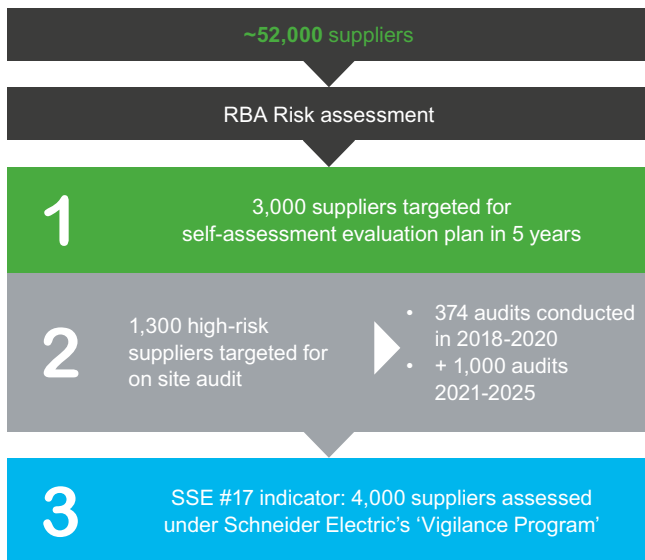 ~52,000 suppliers
RBA Risk assessment
1
3,000 suppliers targeted for
self-assessment evaluation plan in 5 years
2
1,300 high-risk
suppliers targeted for
on site audit
• 374 audits conducted
in 2018-2020
• + 1,000 audits
2021-2025
3
SSE #17 indicator: 4,000 suppliers assessed
under Schneider Electric's ‘Vigilance Program’